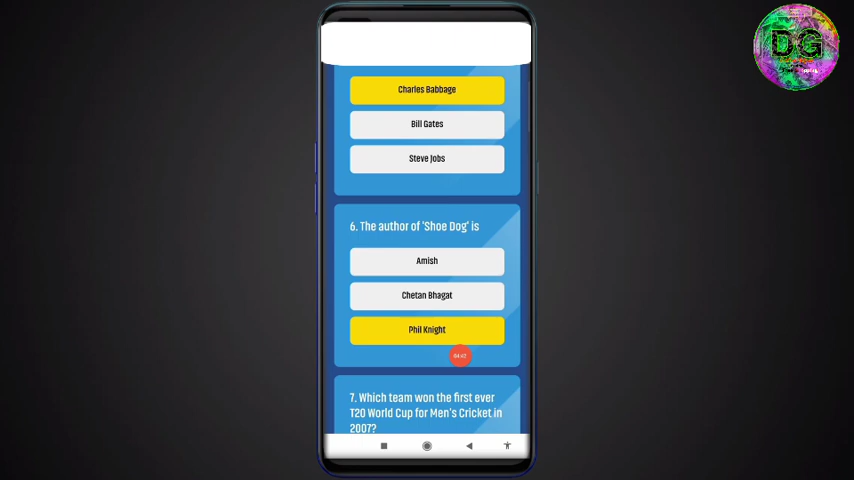 DG
Charles Babbage
Bill Gates
Steve Jobs
6. The author of 'Shoe Dog' is
Amish
Chetan Bhagat
Phil Knight
7. Which team won the first ever
T20 World Cup for Men's Cricket in
2007?